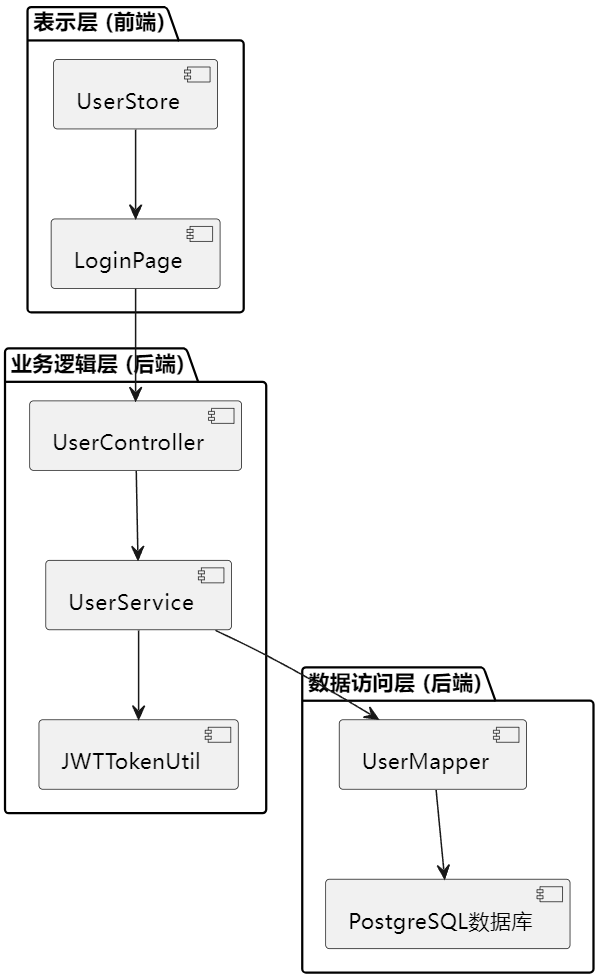 表示层 (前端)
UserStore
LoginPage
业务逻辑层 (后端)
UserController
UserService
JWTTokenUtil
数据访问层 (后端)
UserMapper
PostgreSQL数据库